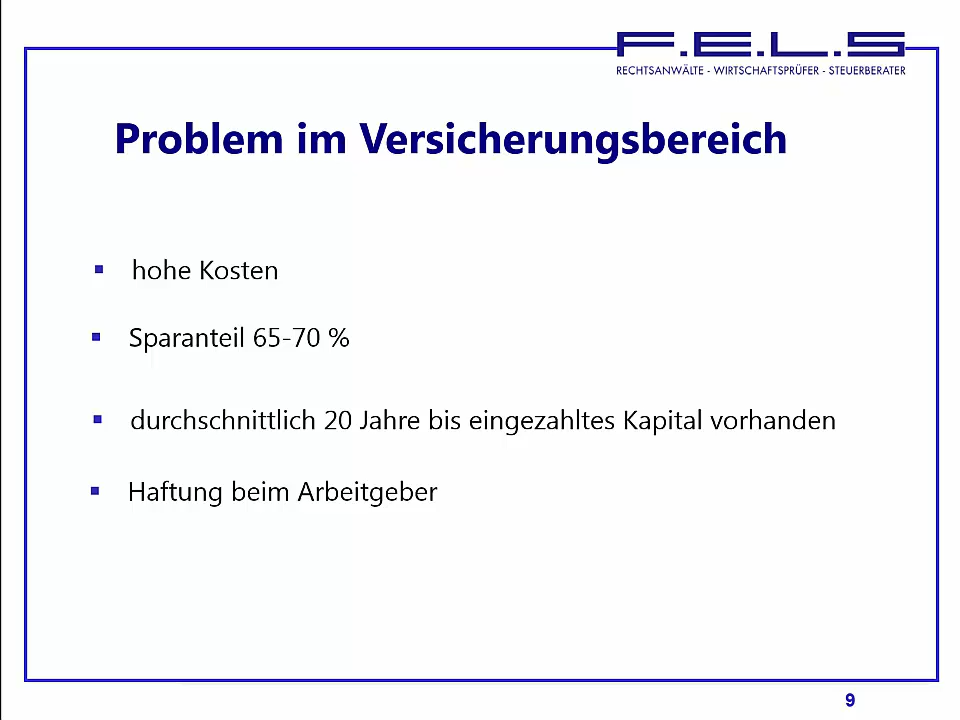 F.E.L.S
RECHTSANWÄLTE - WIRTSCHAFTSPRÜFER - STEUERBERATER
Problem im Versicherungsbereich
hohe Kosten
Sparanteil 65-70 %
durchschnittlich 20 Jahre bis eingezahltes Kapital vorhanden
Haftung beim Arbeitgeber
9